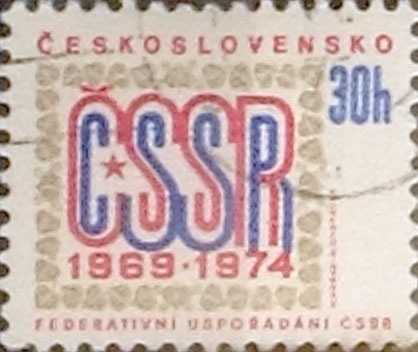 ČESKOSLOVENSKO
30h
ČSSR
1969·1974
FEDERATIVNÍ USPOŘÁDÁNÍ ČSSR